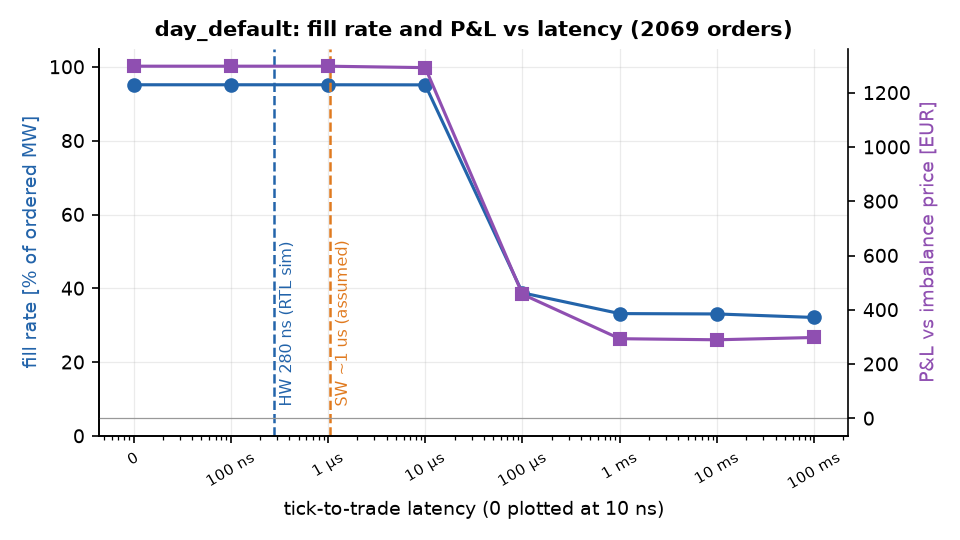 day_default: fill rate and P&L vs latency (2069 orders)
fill rate [% of ordered MW]
100
80
60
40
20
0
HW 280 ns (RTL sim)
SW ~1 us (assumed)
1200
1000
800
600
400
200
0
P&L vs imbalance price [EUR]
0
100 ns
1 µs
10 µs
100 µs
1 ms
10 ms
100 ms
tick-to-trade latency (0 plotted at 10 ns)